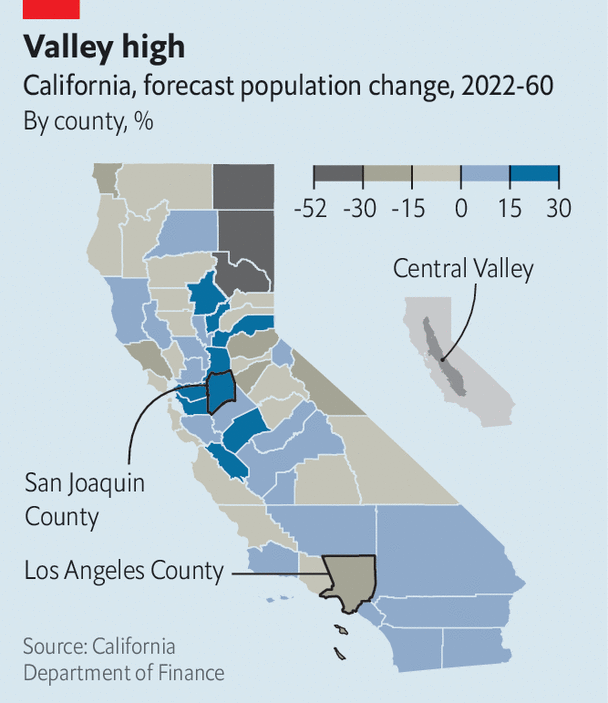 Valley high
California, forecast population change, 2022-60
By county, %
-52 -30 -15 0 15 30
Central Valley
San Joaquin
County
Los Angeles County
Source: California
Department of Finance